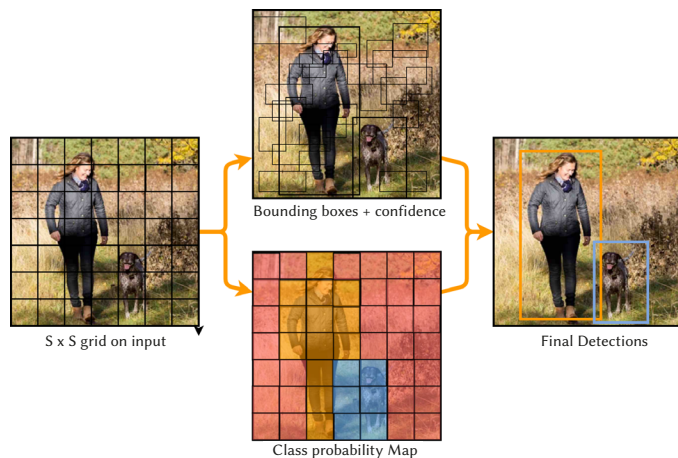 Bounding boxes + confidence
S x S grid on input
Final Detections
Class probability Map